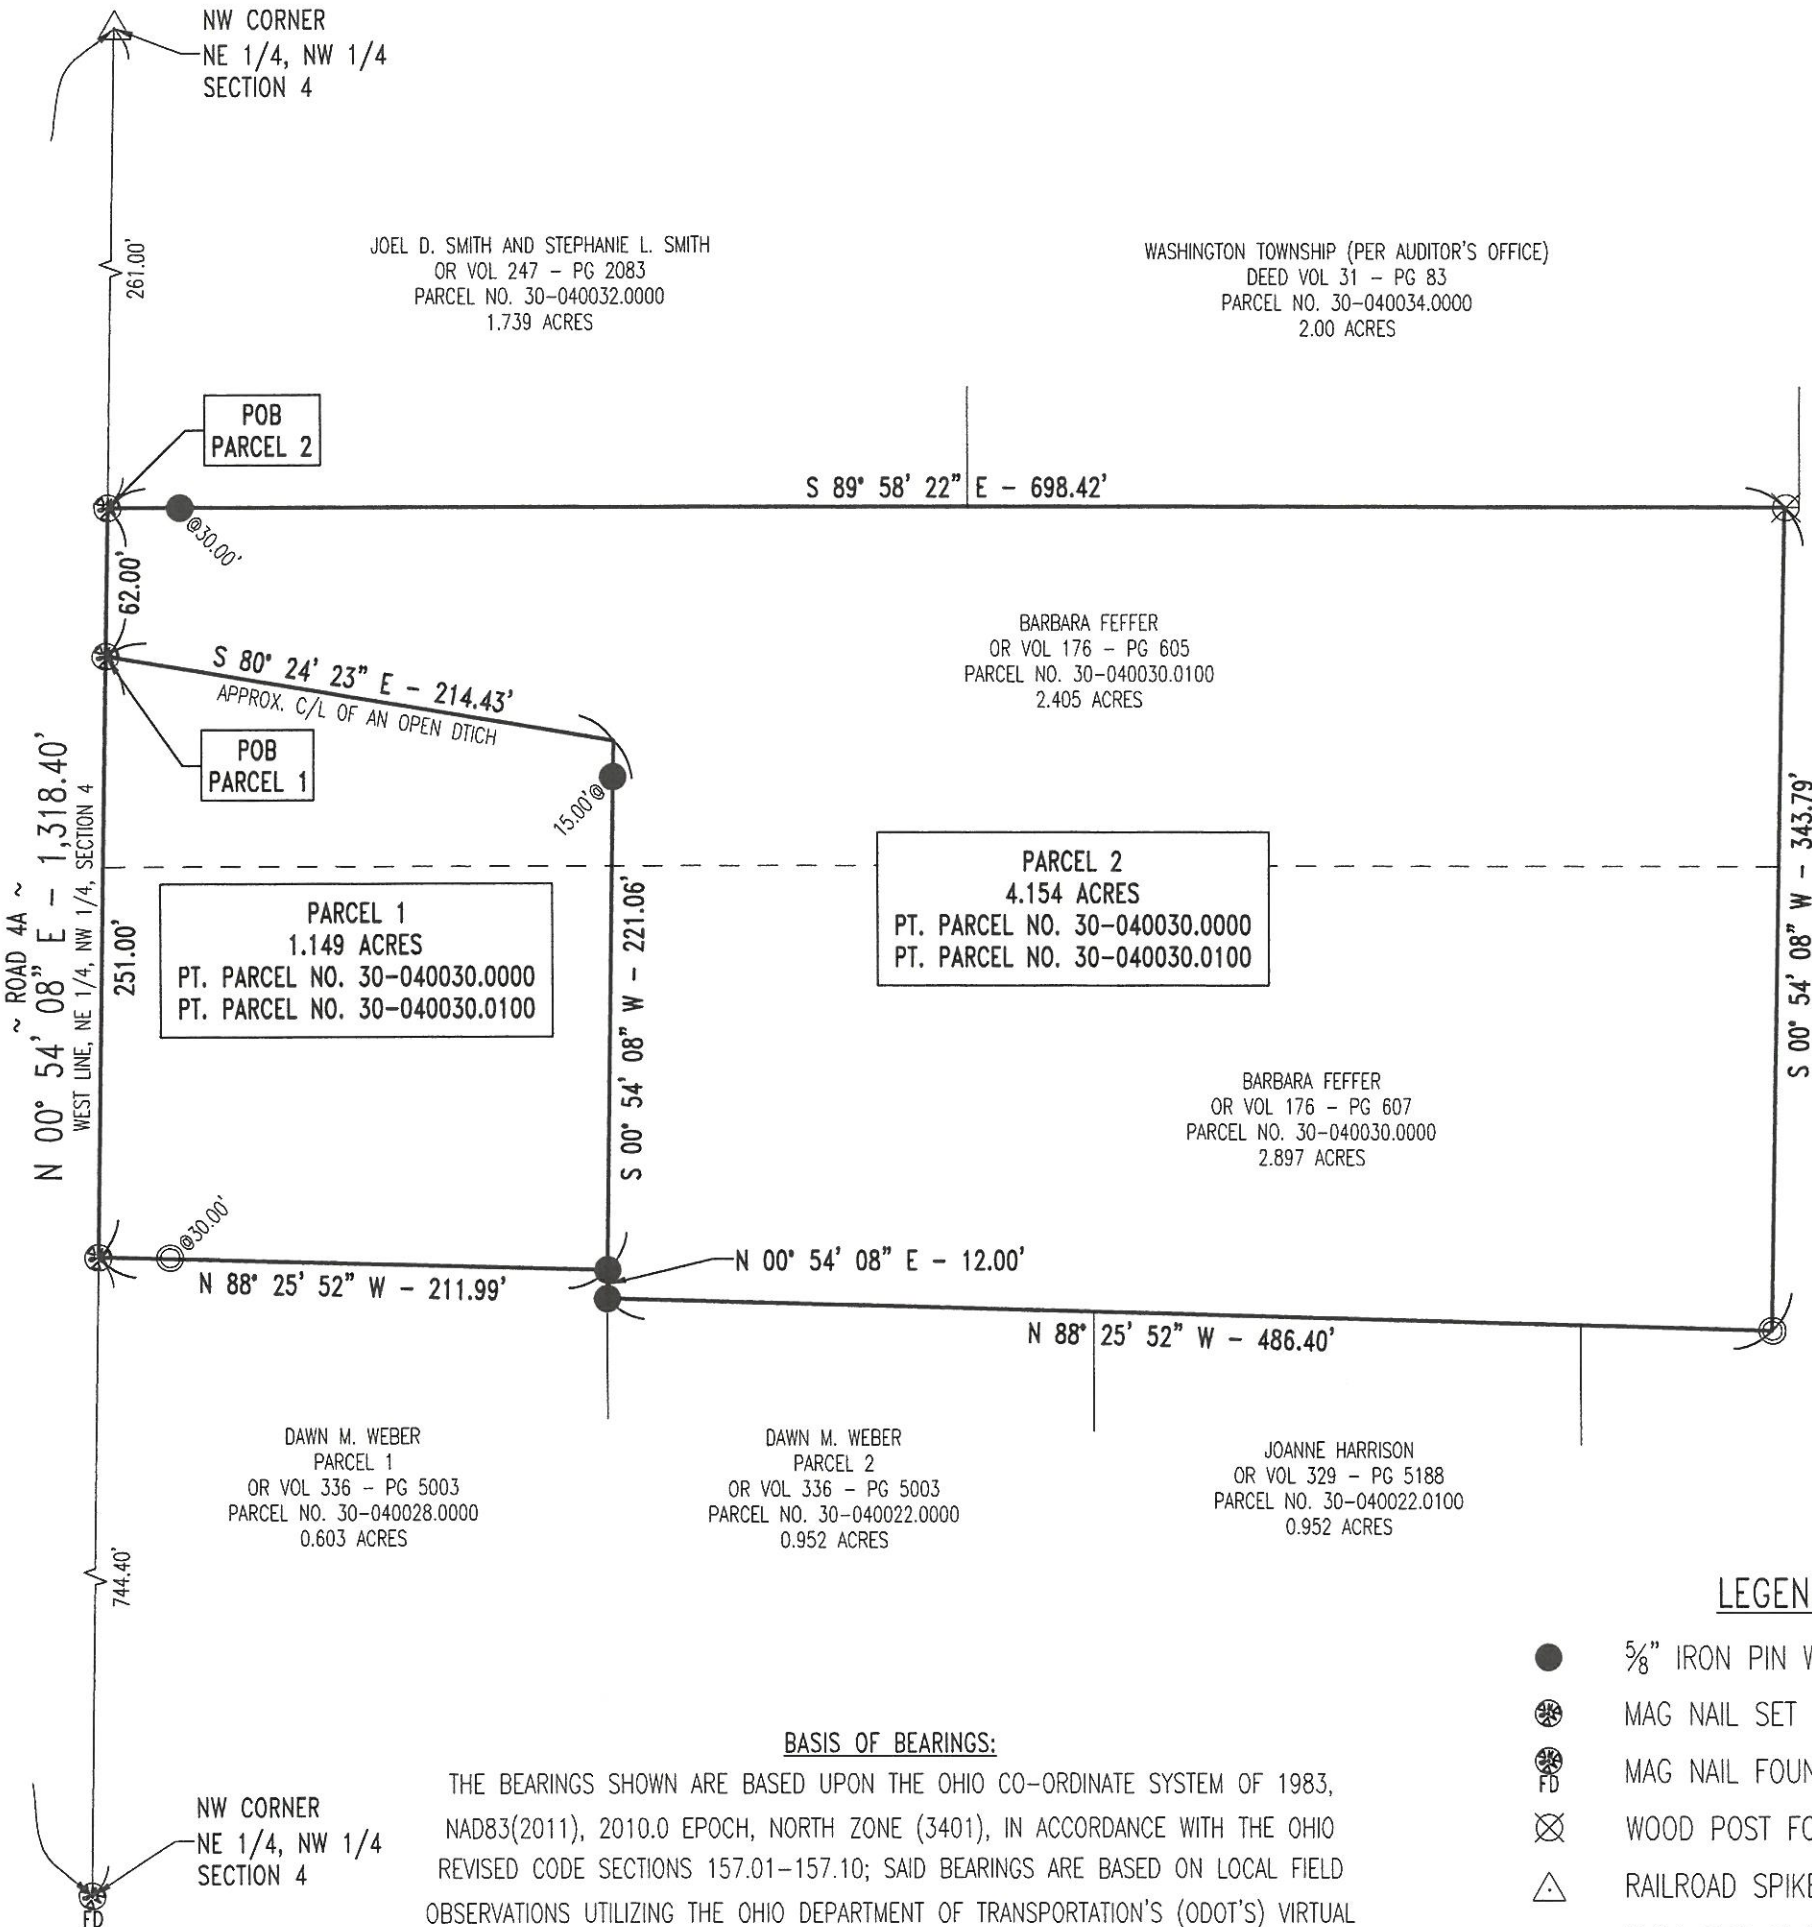 NW CORNER
NE 1/4, NW 1/4
SECTION 4
261.00'
JOEL D. SMITH AND STEPHANIE L. SMITH
OR VOL 247 – PG 2083
PARCEL NO. 30–040032.0000
1.739 ACRES
WASHINGTON TOWNSHIP (PER AUDITOR'S OFFICE)
DEED VOL 31 – PG 83
PARCEL NO. 30–040034.0000
2.00 ACRES
POB
PARCEL 2
S 89° 58' 22" E – 698.42'
@30.00'
62.00'
S 80° 24' 23" E – 214.43'
APPROX. C/L OF AN OPEN DTICH
POB
PARCEL 1
BARBARA FEFFER
OR VOL 176 – PG 605
PARCEL NO. 30–040030.0100
2.405 ACRES
15.00'@
~ ROAD 4A ~
N 00° 54' 08" E – 1,318.40'
WEST LINE, NE 1/4, NW 1/4, SECTION 4
251.00'
PARCEL 1
1.149 ACRES
PT. PARCEL NO. 30–040030.0000
PT. PARCEL NO. 30–040030.0100
S 00° 54' 08" W – 221.06'
PARCEL 2
4.154 ACRES
PT. PARCEL NO. 30–040030.0000
PT. PARCEL NO. 30–040030.0100
S 00° 54' 08" W – 343.79'
BARBARA FEFFER
OR VOL 176 – PG 607
PARCEL NO. 30–040030.0000
2.897 ACRES
@30.00'
N 88° 25' 52" W – 211.99'
N 00° 54' 08" E – 12.00'
N 88° 25' 52" W – 486.40'
DAWN M. WEBER
PARCEL 1
OR VOL 336 – PG 5003
PARCEL NO. 30–040028.0000
0.603 ACRES
DAWN M. WEBER
PARCEL 2
OR VOL 336 – PG 5003
PARCEL NO. 30–040022.0000
0.952 ACRES
JOANNE HARRISON
OR VOL 329 – PG 5188
PARCEL NO. 30–040022.0100
0.952 ACRES
744.40'
NW CORNER
NE 1/4, NW 1/4
SECTION 4
FD
BASIS OF BEARINGS:
THE BEARINGS SHOWN ARE BASED UPON THE OHIO CO–ORDINATE SYSTEM OF 1983,
NAD83(2011), 2010.0 EPOCH, NORTH ZONE (3401), IN ACCORDANCE WITH THE OHIO
REVISED CODE SECTIONS 157.01–157.10; SAID BEARINGS ARE BASED ON LOCAL FIELD
OBSERVATIONS UTILIZING THE OHIO DEPARTMENT OF TRANSPORTATION'S (ODOT'S) VIRTUAL
LEGEN
⅝" IRON PIN W
MAG NAIL SET
FD MAG NAIL FOUN
WOOD POST FO
RAILROAD SPIKE